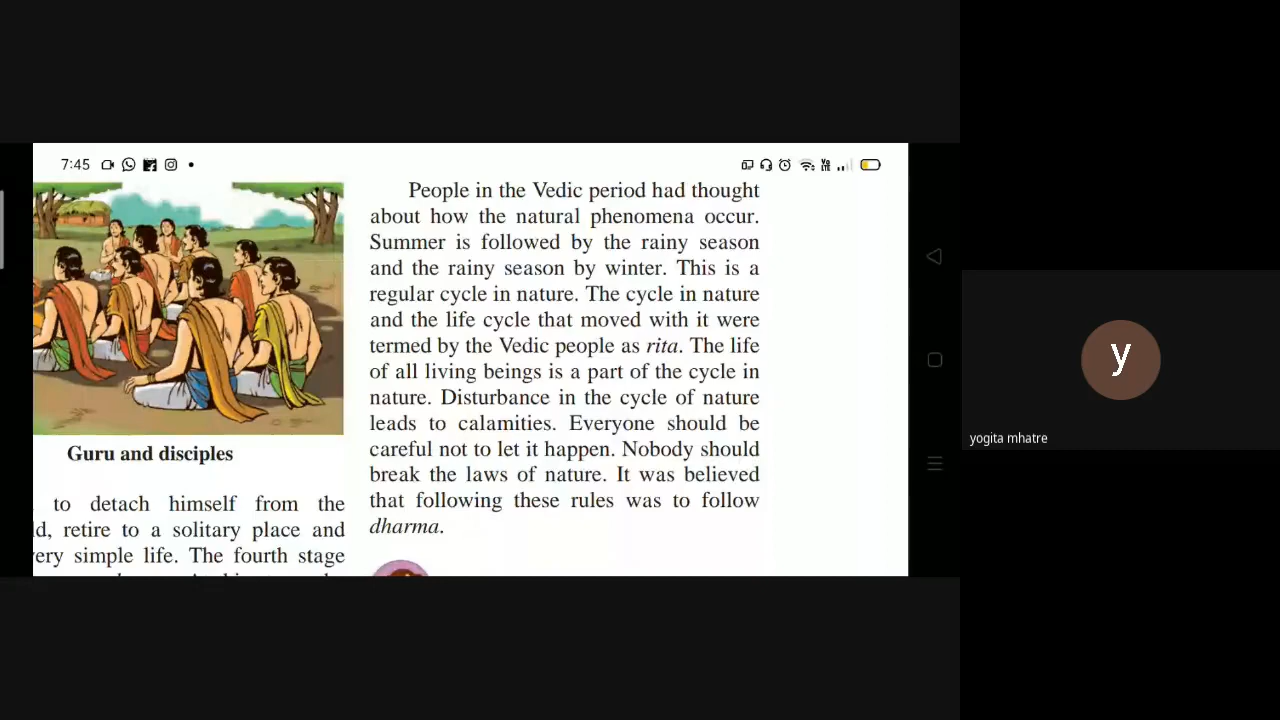 7:45
People in the Vedic period had thought
about how the natural phenomena occur.
Summer is followed by the rainy season
and the rainy season by winter. This is a
regular cycle in nature. The cycle in nature
and the life cycle that moved with it were
termed by the Vedic people as rita. The life
of all living beings is a part of the cycle in
nature. Disturbance in the cycle of nature
leads to calamities. Everyone should be
careful not to let it happen. Nobody should
break the laws of nature. It was believed
that following these rules was to follow
dharma.
Guru and disciples
to detach himself from the
retire to a solitary place and
simple life. The fourth stage
y
yogita mhatre